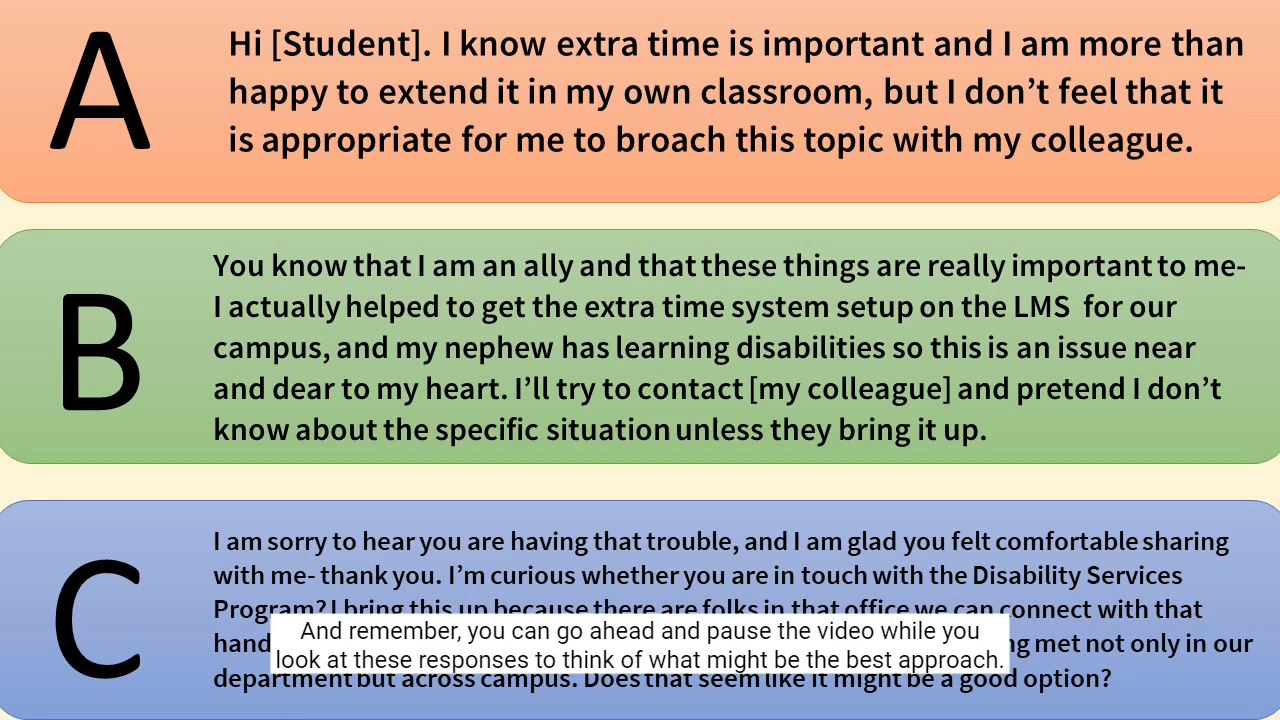 A
Hi [Student]. I know extra time is important and I am more than
happy to extend it in my own classroom, but I don’t feel that it
is appropriate for me to broach this topic with my colleague.
B
You know that I am an ally and that these things are really important to me-
I actually helped to get the extra time system setup on the LMS for our
campus, and my nephew has learning disabilities so this is an issue near
and dear to my heart. I’ll try to contact [my colleague] and pretend I don’t
know about the specific situation unless they bring it up.
C
I am sorry to hear you are having that trouble, and I am glad you felt comfortable sharing
with me- thank you. I’m curious whether you are in touch with the Disability Services
Program? I bring this up because there are folks in that office we can connect with that
met not only in our
department but across campus. Does that seem like it might be a good option?
And remember, you can go ahead and pause the video while you
look at these responses to think of what might be the best approach.